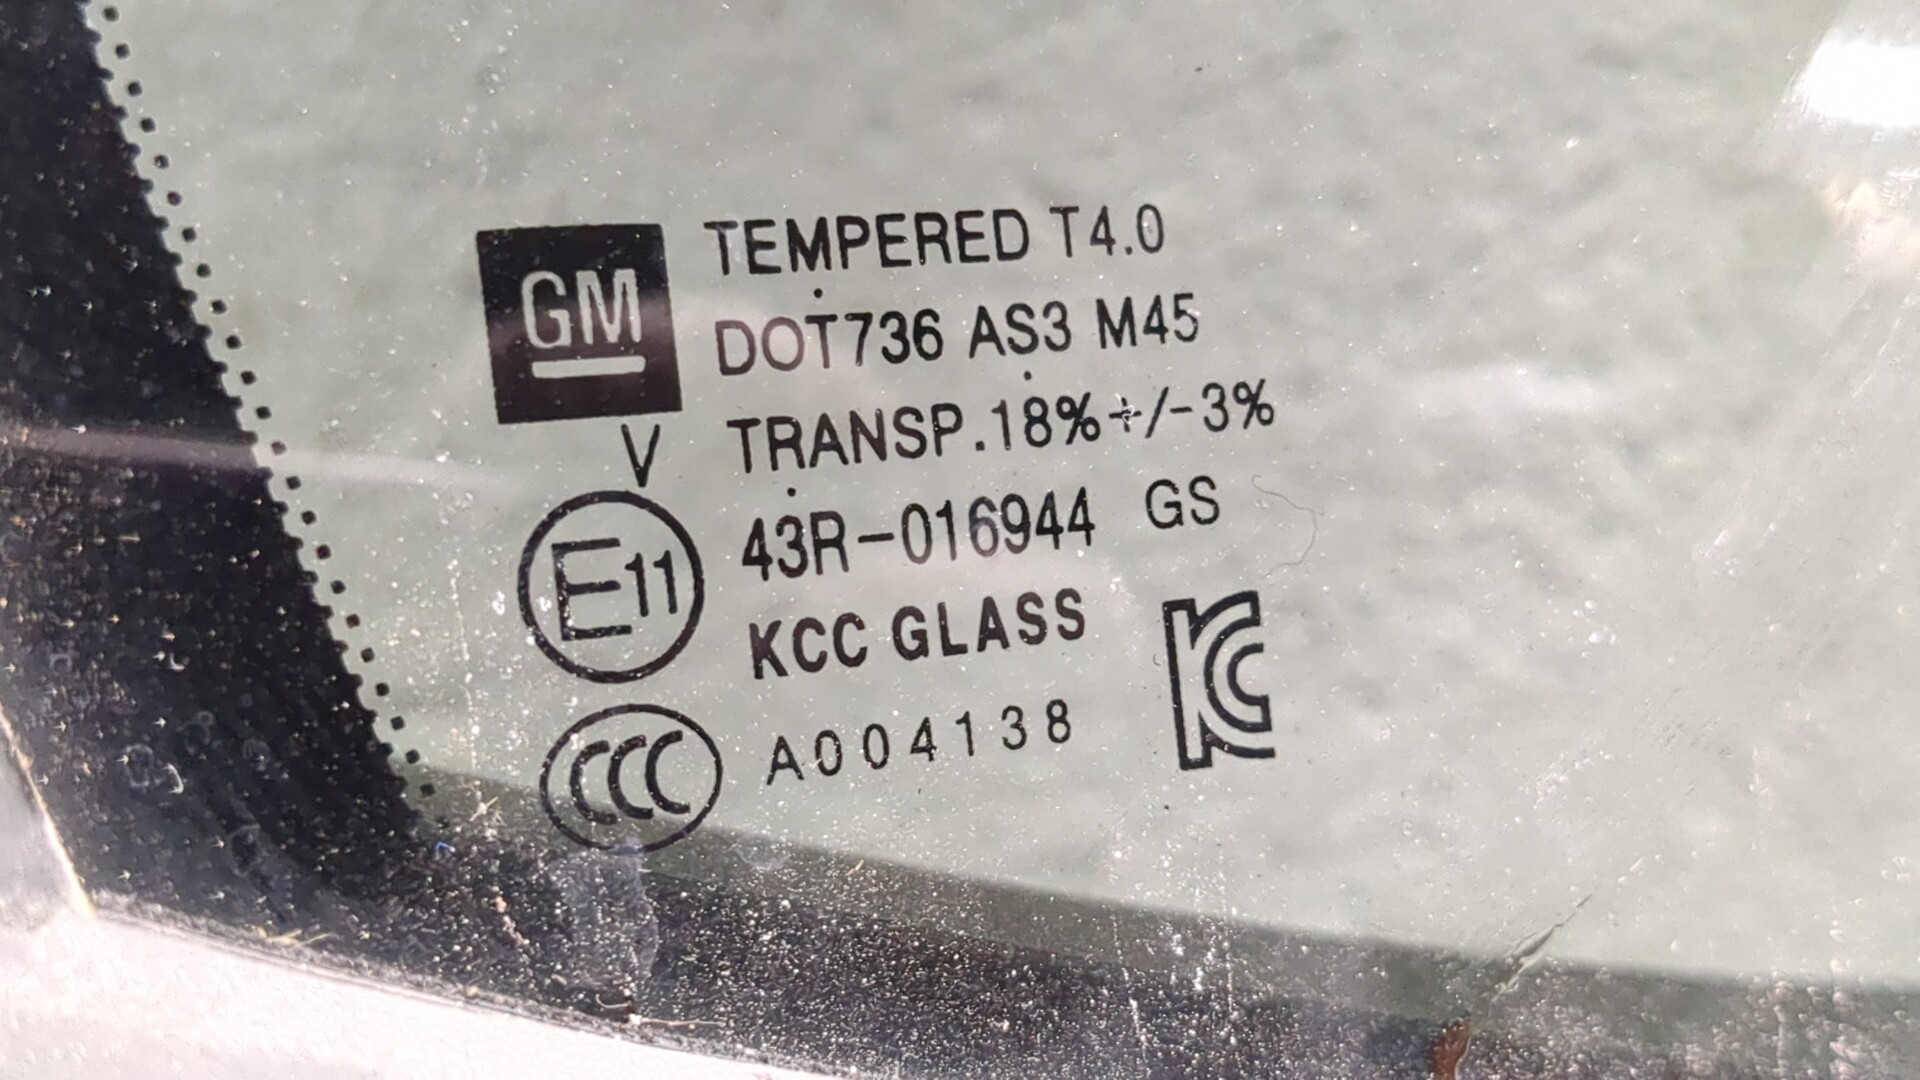 GM
TEMPERED T4.0
DOT736 AS3 M45
TRANSP.18%+/-3%
V
E11
43R-016944 GS
KCC GLASS
KC
CCC
A004138